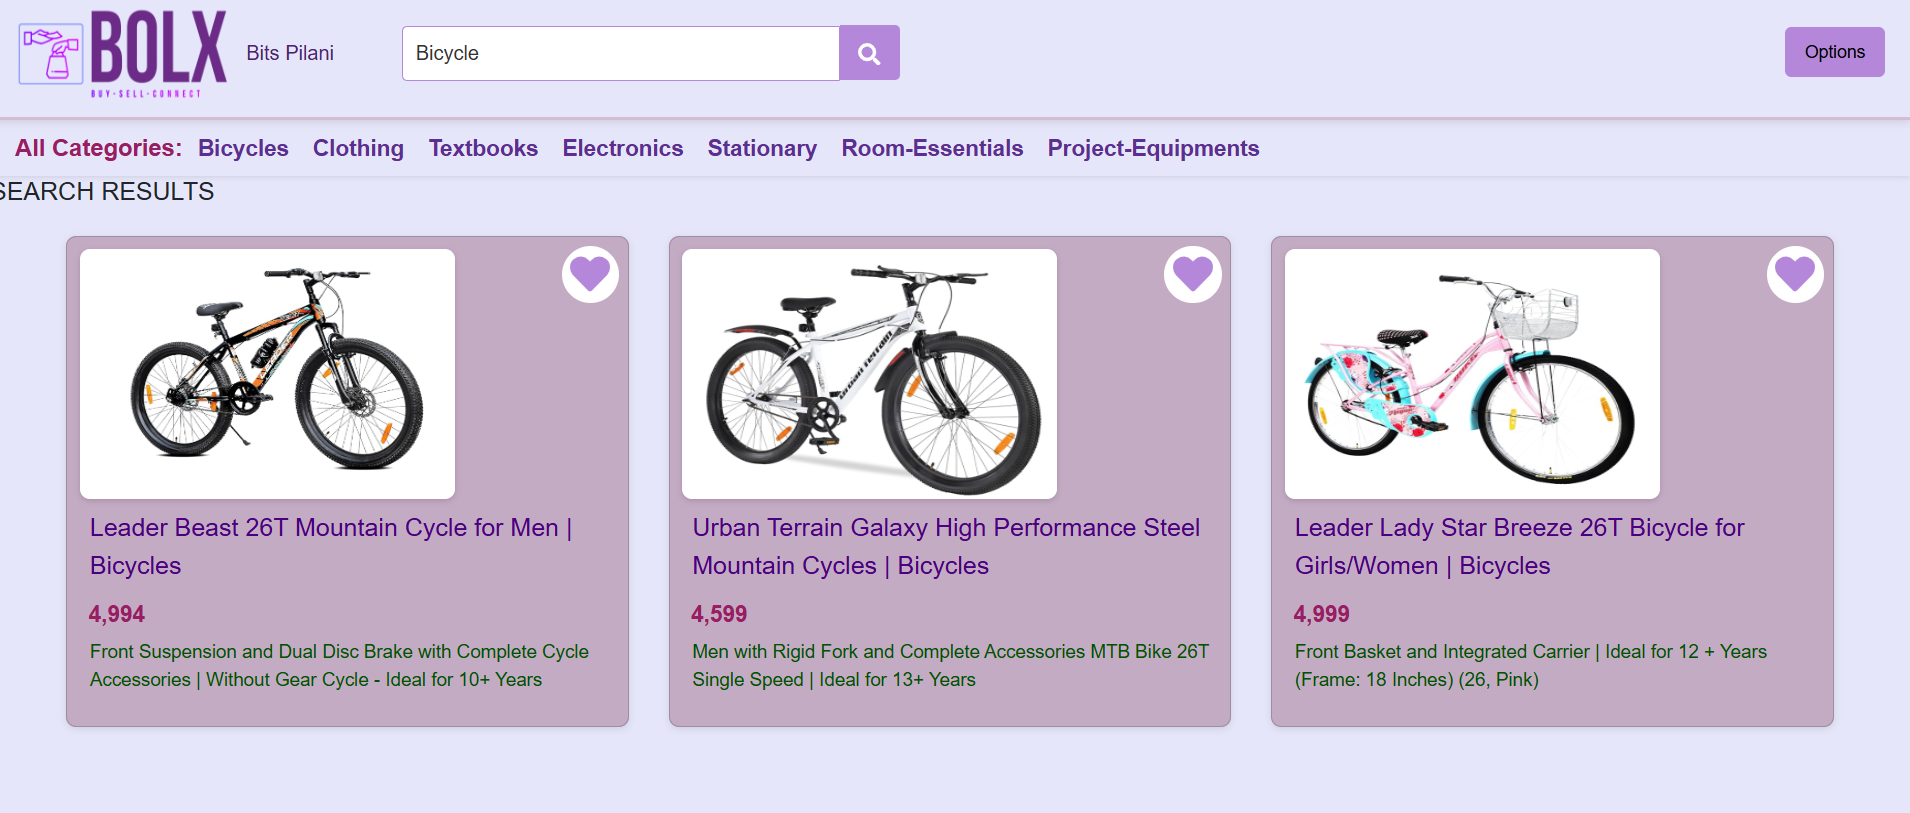 BOLX
BUY-SELL-CONNECT
Bits Pilani
Bicycle
Options
All Categories: Bicycles Clothing Textbooks Electronics Stationary Room-Essentials Project-Equipments
SEARCH RESULTS
Leader Beast 26T Mountain Cycle for Men |
Bicycles
4,994
Front Suspension and Dual Disc Brake with Complete Cycle
Accessories | Without Gear Cycle - Ideal for 10+ Years
Urban Terrain
Urban Terrain Galaxy High Performance Steel
Mountain Cycles | Bicycles
4,599
Men with Rigid Fork and Complete Accessories MTB Bike 26T
Single Speed | Ideal for 13+ Years
Leader Lady Star Breeze 26T Bicycle for
Girls/Women | Bicycles
4,999
Front Basket and Integrated Carrier | Ideal for 12 + Years
(Frame: 18 Inches) (26, Pink)